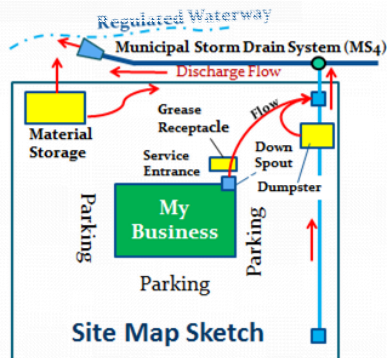 Regulated Waterway
Municipal Storm Drain System (MS4)
Discharge Flow
Grease
Receptacle
Flow
Material
Storage
Service
Entrance
Down
Spout
Dumpster
My
Business
Parking
Parking
Parking
Site Map Sketch